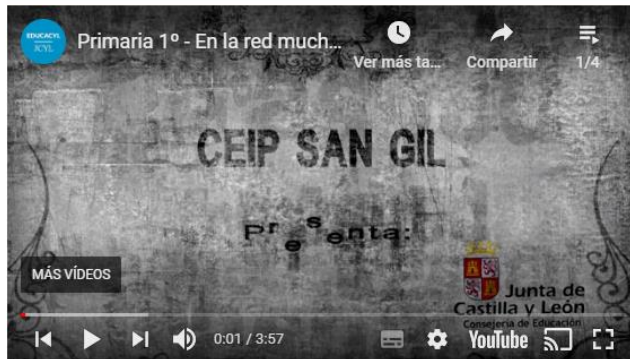 EDUCACYL
JCYL
Primaria 1º - En la red much...
Ver más ta...
Compartir
1/4
CEIP SAN GIL
Presenta:
MÁS VÍDEOS
Junta de
Castilla y León
Consejería de Educación
0:01 / 3:57
YouTube